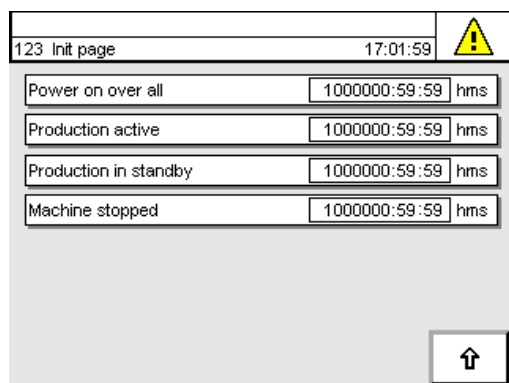 123 Init page 17:01:59
Power on over all 1000000:59:59 hms
Production active 1000000:59:59 hms
Production in standby 1000000:59:59 hms
Machine stopped 1000000:59:59 hms